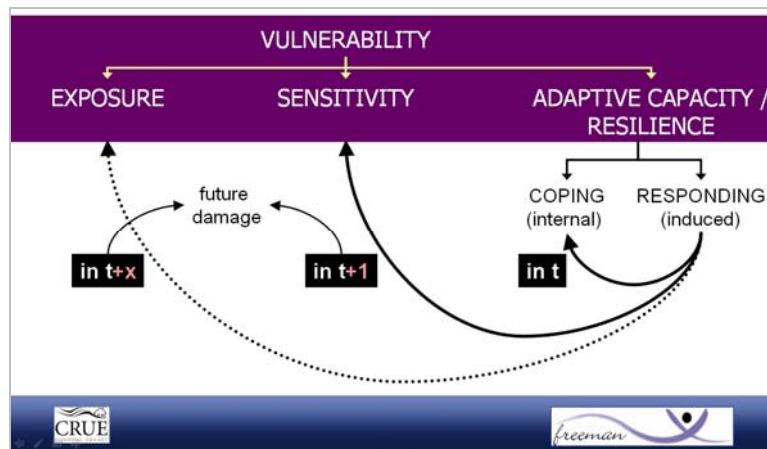 VULNERABILITY
EXPOSURE
SENSITIVITY
ADAPTIVE CAPACITY /
RESILIENCE
future
damage
COPING
(internal)
RESPONDING
(induced)
in t+x
in t+1
in t
CRUE
freeman